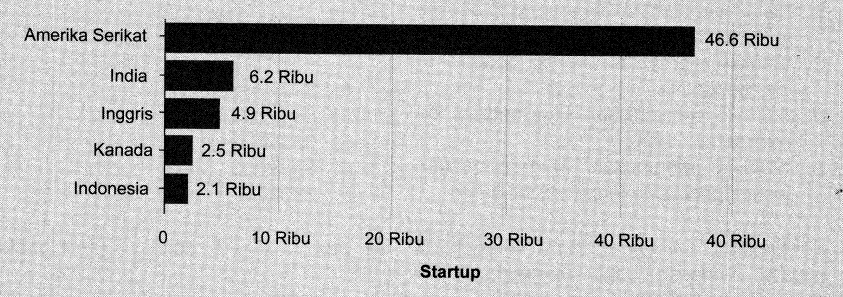 Amerika Serikat 46.6 Ribu
India 6.2 Ribu
Inggris 4.9 Ribu
Kanada 2.5 Ribu
Indonesia 2.1 Ribu
0 10 Ribu 20 Ribu 30 Ribu 40 Ribu 40 Ribu
Startup